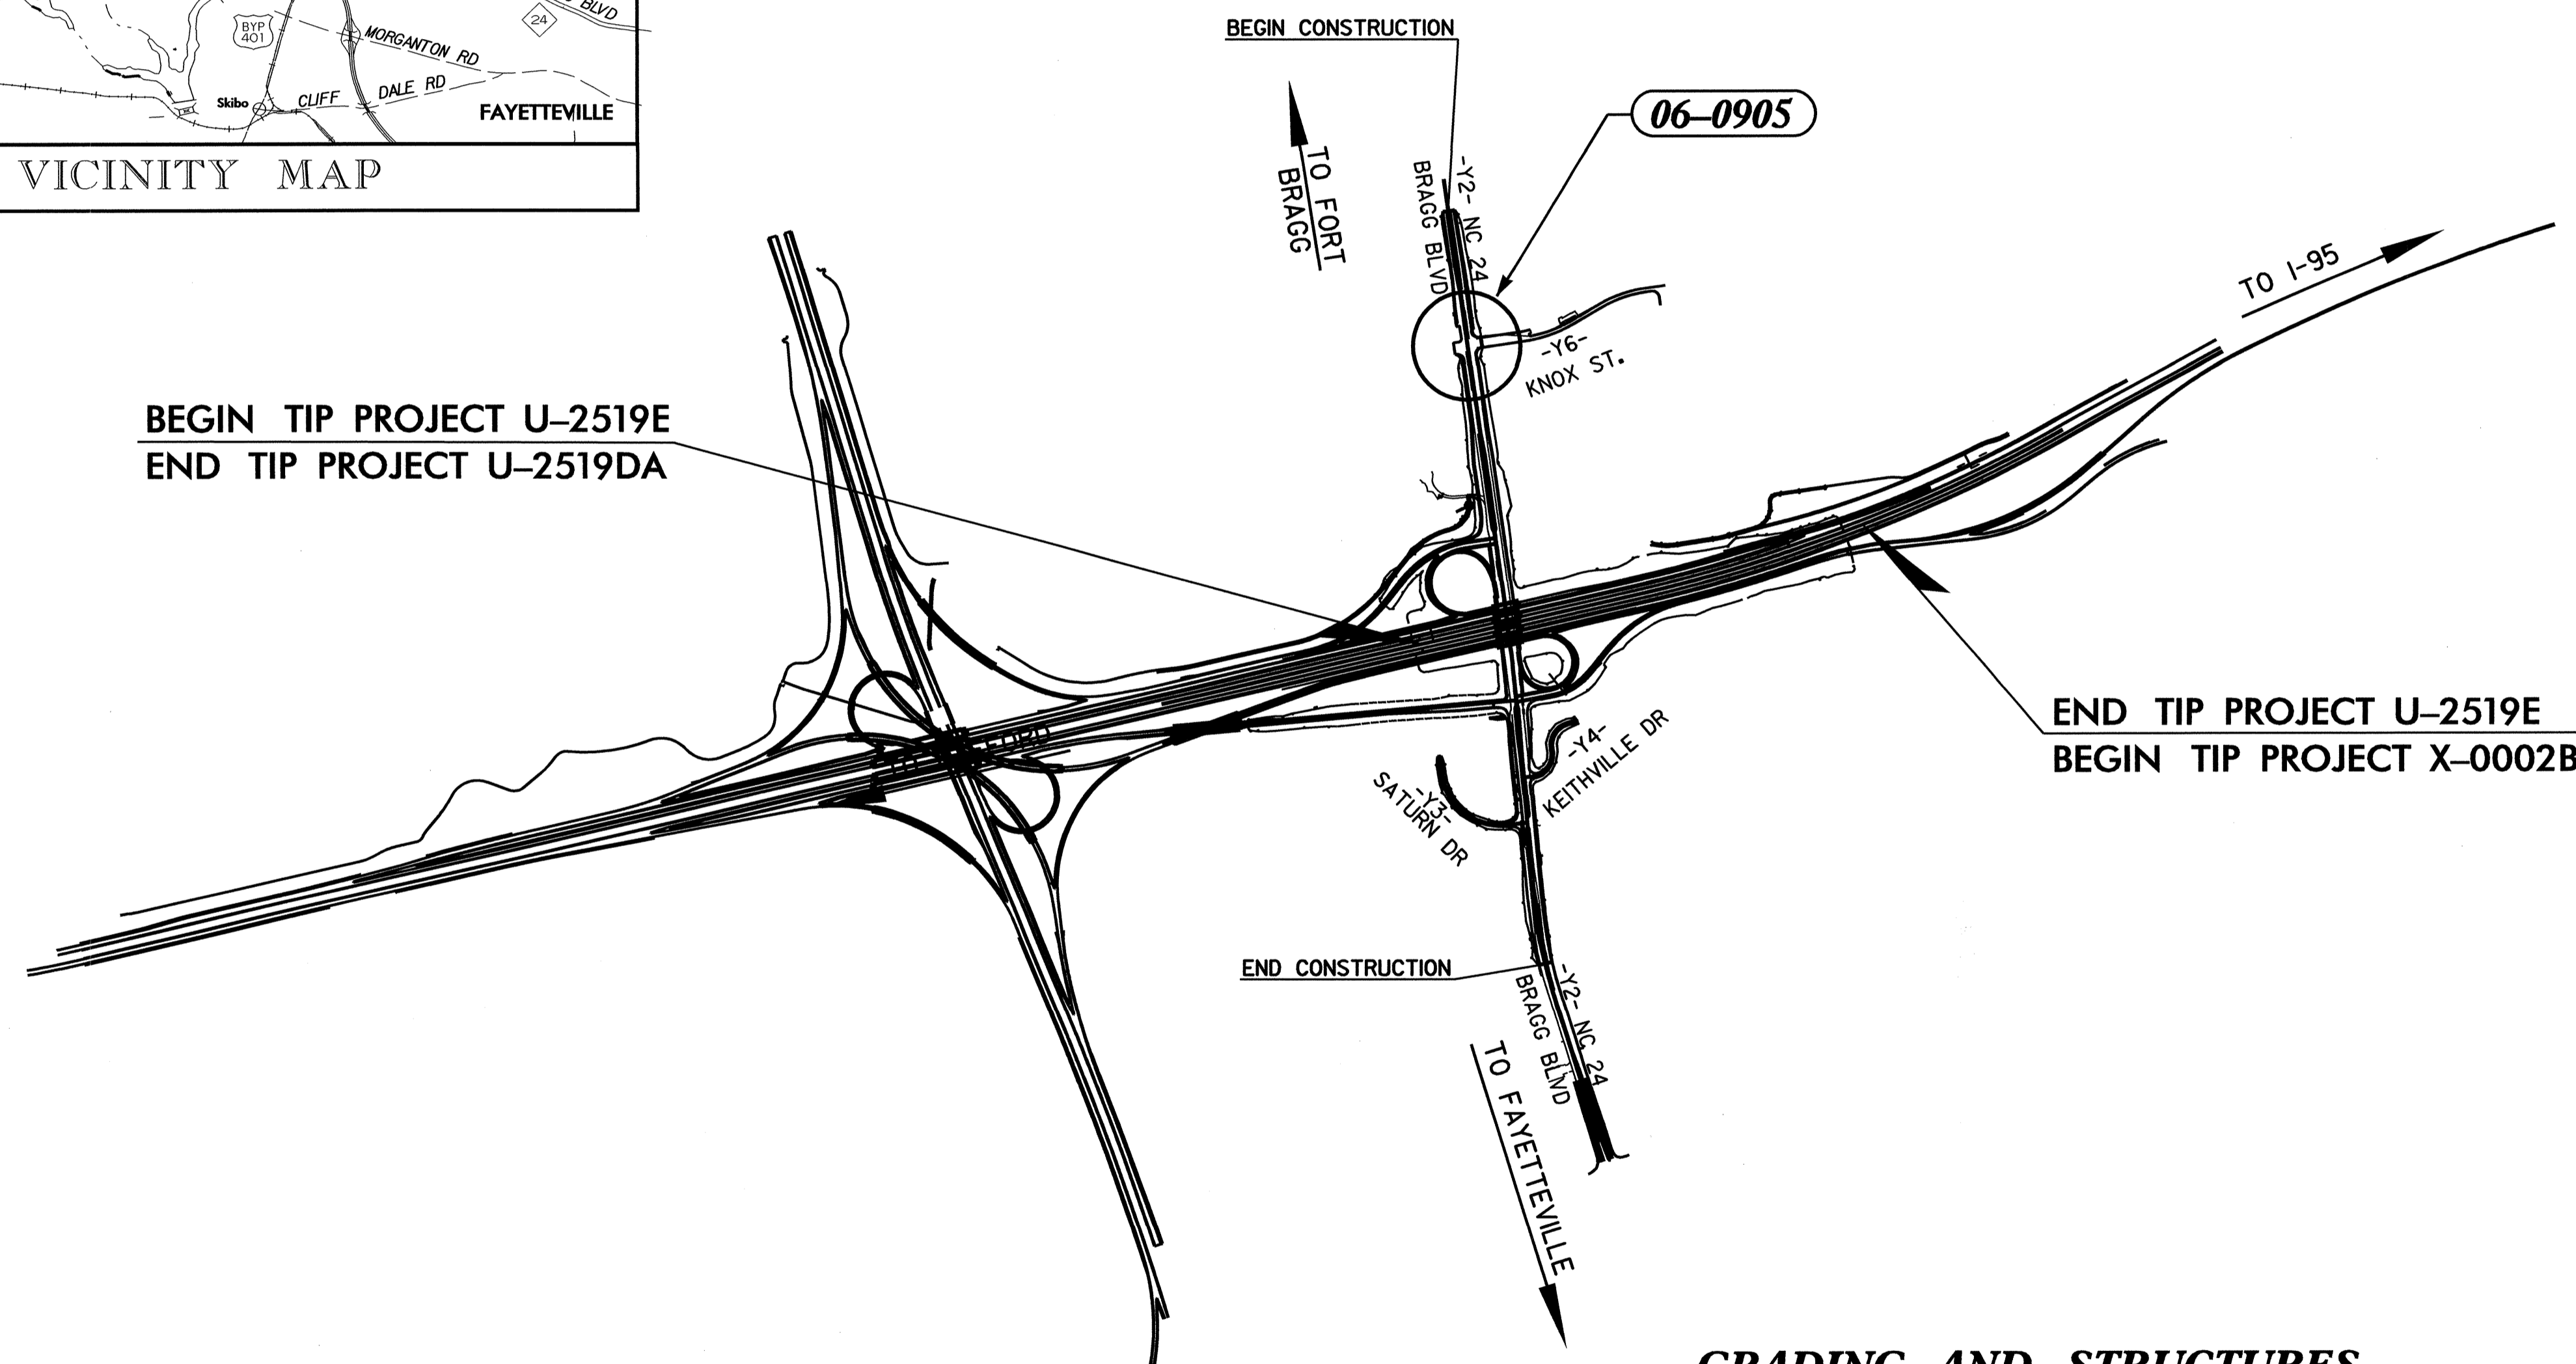 BLVD
24
BYP
401
MORGANTON RD
Skibo
CLIFF DALE RD
FAYETTEVILLE
VICINITY MAP
BEGIN CONSTRUCTION
06–0905
TO FORT
BRAGG
-Y2- NC 24
BRAGG BLVD
TO I-95
-Y6-
KNOX ST.
BEGIN TIP PROJECT U–2519E
END TIP PROJECT U–2519DA
END TIP PROJECT U–2519E
BEGIN TIP PROJECT X–0002B
-Y4-
KEITHVILLE DR
-Y3-
SATURN DR
END CONSTRUCTION
-Y2- NC 24
BRAGG BLVD
TO FAYETTEVILLE
GRADING AND STRUCTURES